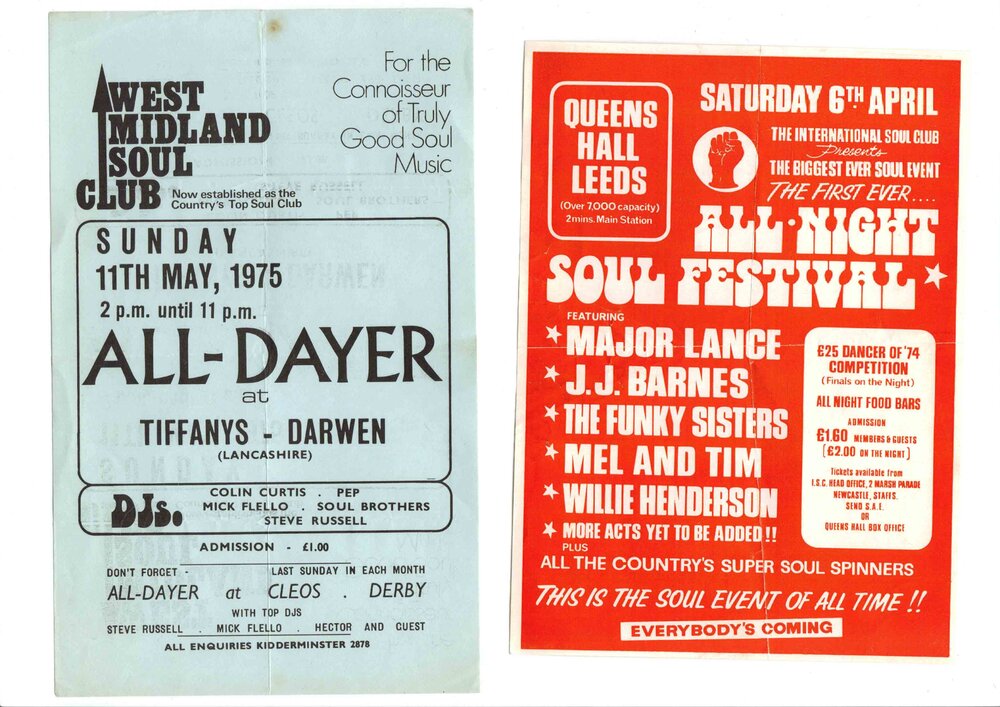 WEST
MIDLAND
SOUL
CLUB
Now established as the
Country's Top Soul Club
For the
Connoisseur
of Truly
Good Soul
Music
SUNDAY
11TH MAY, 1975
2 p.m. until 11 p.m.
ALL-DAYER
at
TIFFANYS - DARWEN
(LANCASHIRE)
DJs.
COLIN CURTIS . PEP
MICK FLELLO . SOUL BROTHERS
STEVE RUSSELL
ADMISSION - £1.00
DON'T FORGET - LAST SUNDAY IN EACH MONTH
ALL-DAYER at CLEOS . DERBY
WITH TOP DJS
STEVE RUSSELL . MICK FLELLO . HECTOR AND GUEST
ALL ENQUIRIES KIDDERMINSTER 2878
QUEENS
HALL
LEEDS
(Over 7,000 capacity)
2 mins. Main Station
SATURDAY 6TH APRIL
THE INTERNATIONAL SOUL CLUB
Presents
THE BIGGEST EVER SOUL EVENT
THE FIRST EVER....
ALL·NIGHT
SOUL FESTIVAL
FEATURING
MAJOR LANCE
J.J. BARNES
THE FUNKY SISTERS
MEL AND TIM
WILLIE HENDERSON
MORE ACTS YET TO BE ADDED!!
£25 DANCER OF '74
COMPETITION
(Finals on the Night)
ALL NIGHT FOOD BARS
ADMISSION
£1.60 MEMBERS & GUESTS
(£2.00 ON THE NIGHT)
Tickets available from
I.S.C. HEAD OFFICE, 2 MARSH PARADE
NEWCASTLE, STAFFS.
SEND S.A.E.
OR
QUEENS HALL BOX OFFICE
PLUS
ALL THE COUNTRY'S SUPER SOUL SPINNERS
THIS IS THE SOUL EVENT OF ALL TIME!!
EVERYBODY'S COMING